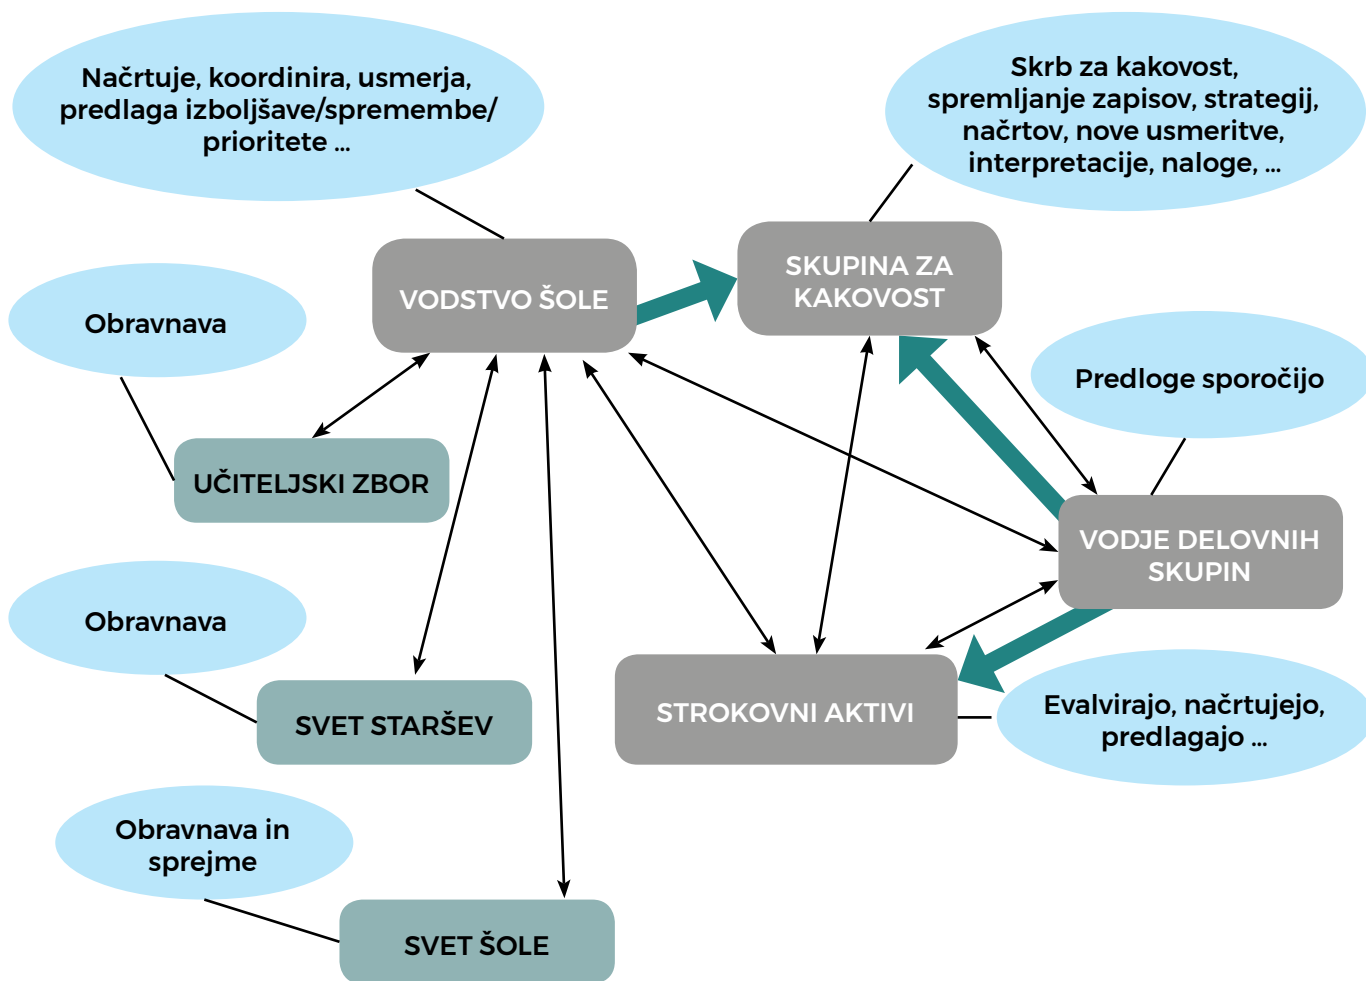 Načrtuje, koordinira, usmerja,
predlaga izboljšave/spremembe/
prioritete ...
Skrb za kakovost,
spremljanje zapisov, strategij,
načrtov, nove usmeritve,
interpretacije, naloge, ...
VODSTVO ŠOLE
SKUPINA ZA
KAKOVOST
Obravnava
Predloge sporočijo
UČITELJSKI ZBOR
VODJE DELOVNIH
SKUPIN
Obravnava
SVET STARŠEV
STROKOVNI AKTIVI
Evalvirajo, načrtujejo,
predlagajo ...
Obravnava in
sprejme
SVET ŠOLE